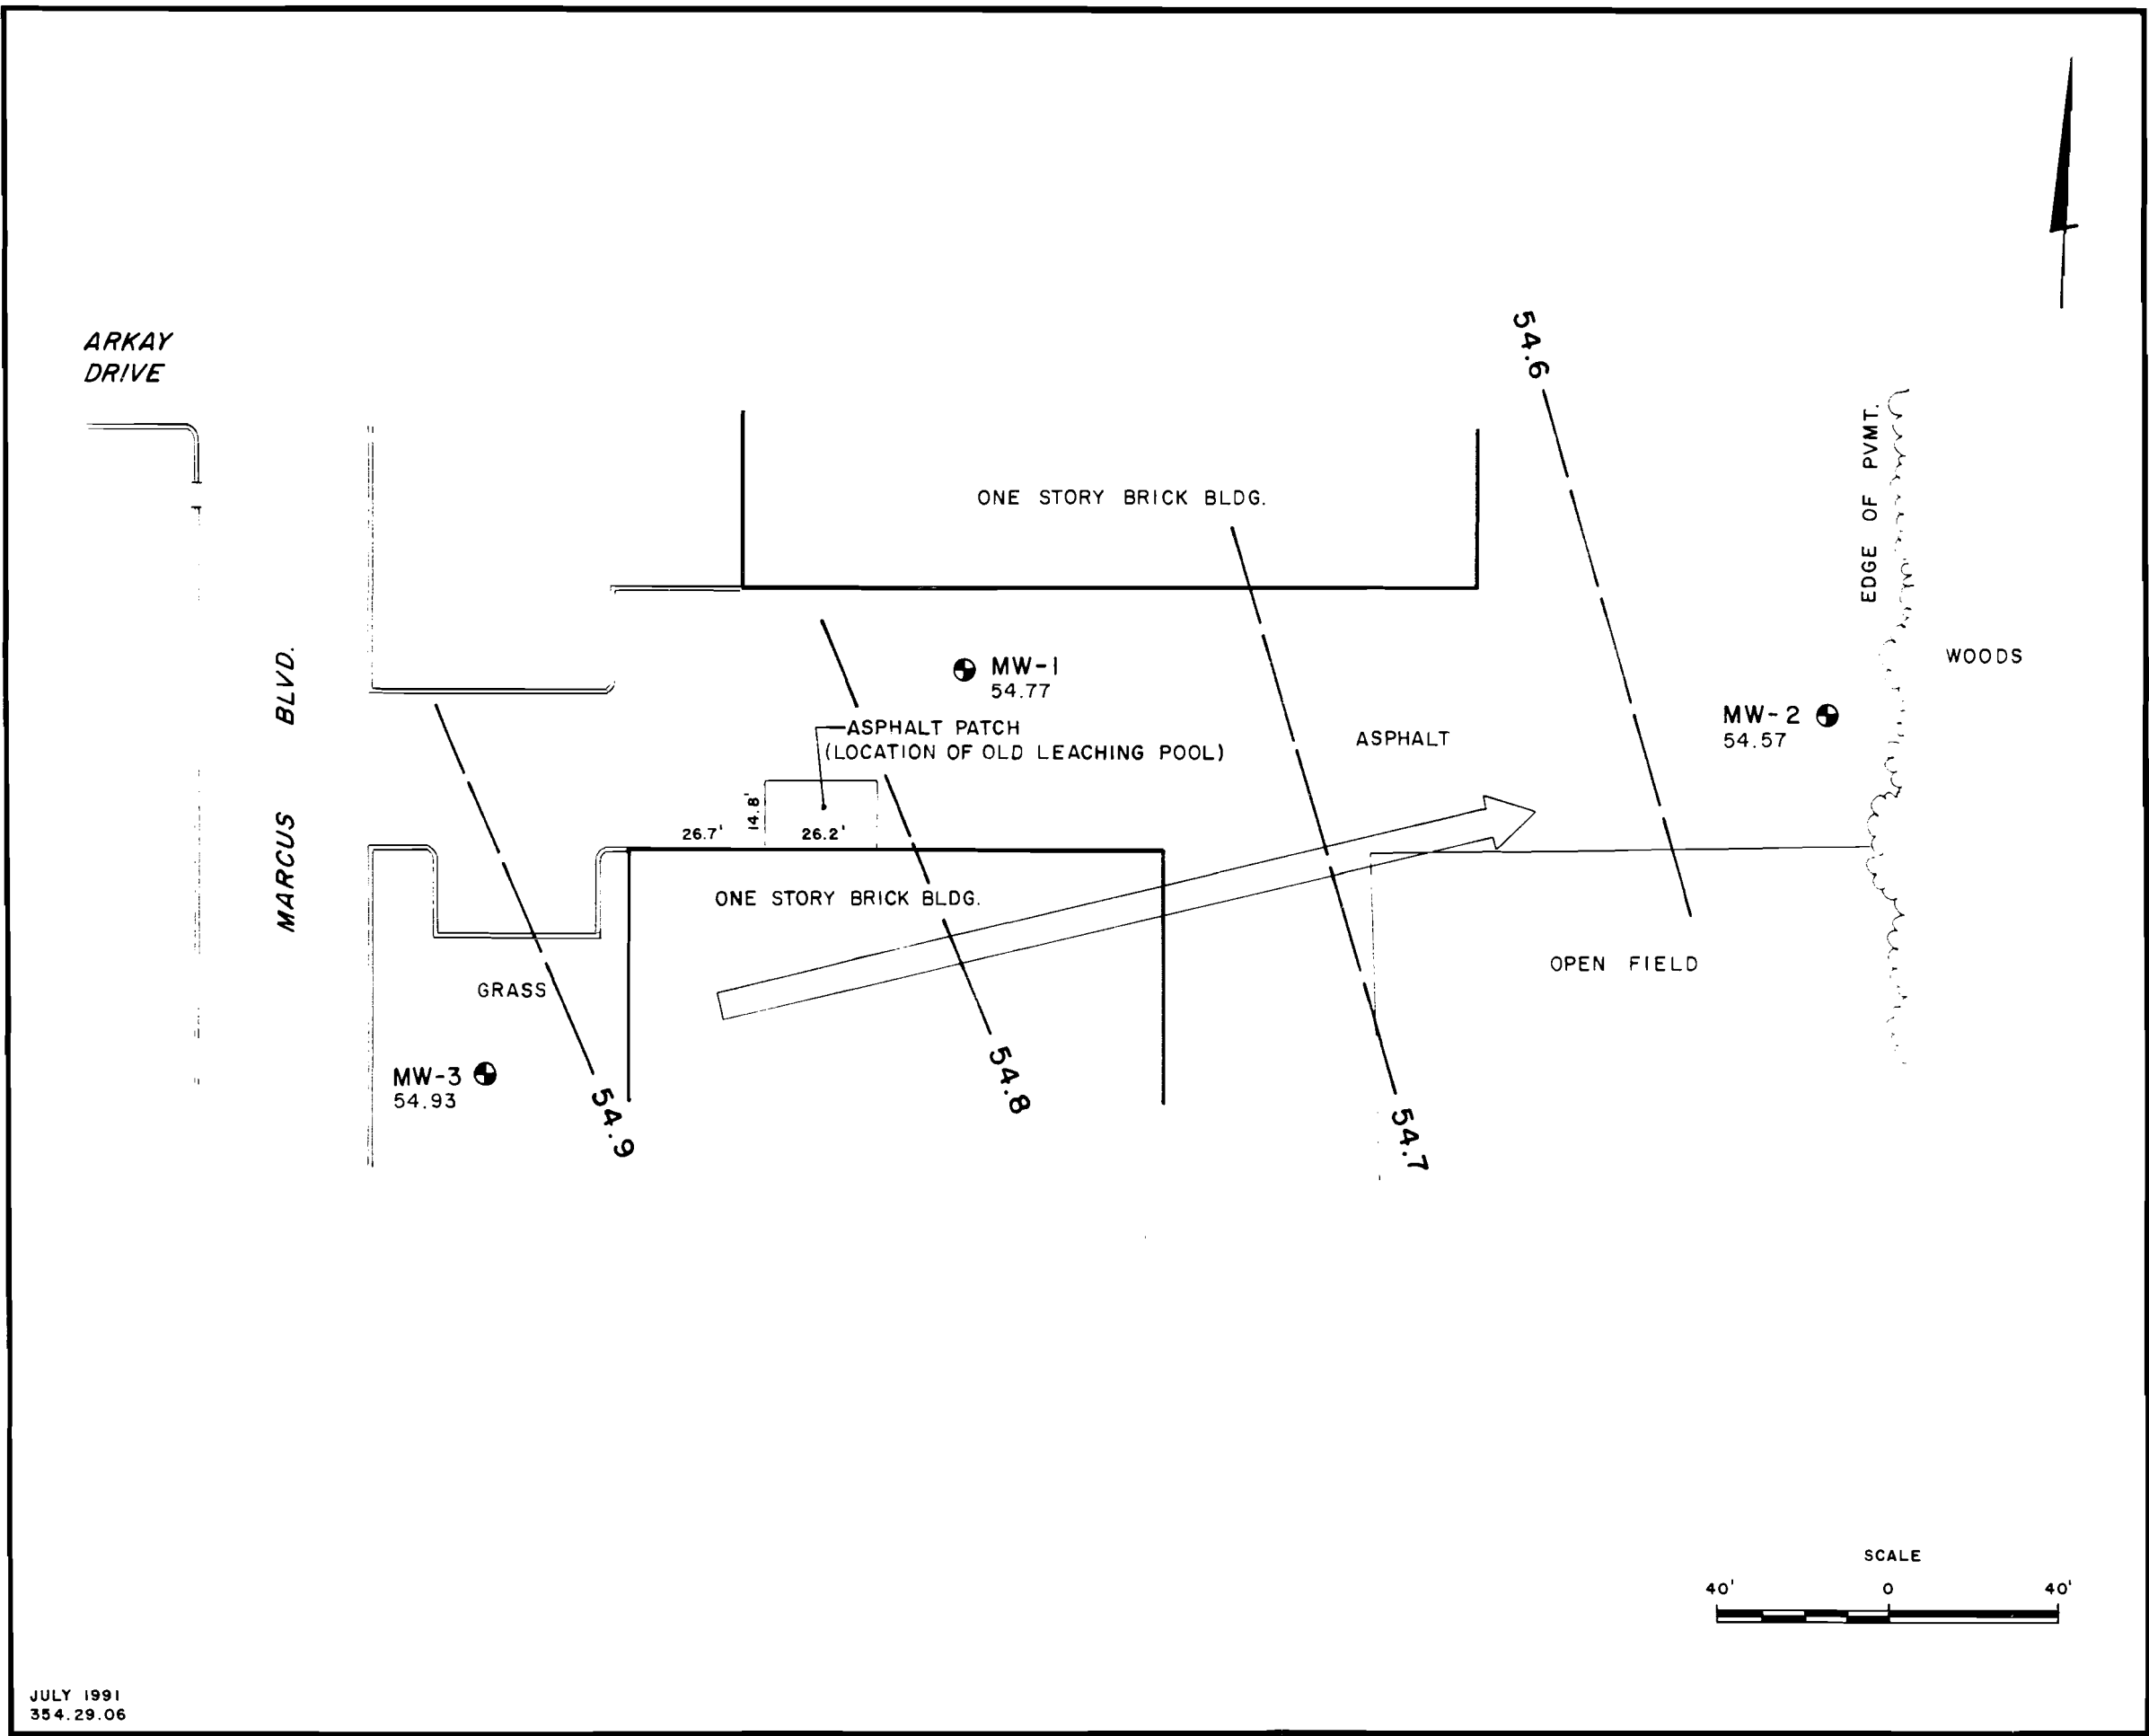 ARKAY
DRIVE
54.6
EDGE OF PVMT.
ONE STORY BRICK BLDG.
MARCUS BLVD.
MW-1
54.77
WOODS
MW-2
54.57
ASPHALT PATCH
(LOCATION OF OLD LEACHING POOL)
ASPHALT
14.8'
26.7'
26.2'
ONE STORY BRICK BLDG.
OPEN FIELD
GRASS
MW-3
54.93
54.9
54.8
54.7
SCALE
40' 0 40'
JULY 1991
354.29.06